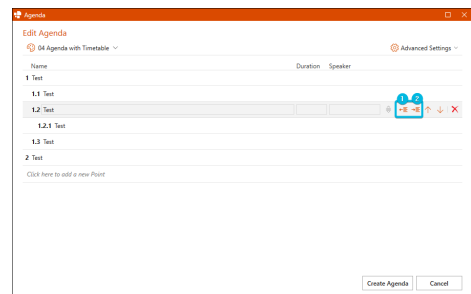 Agenda
Edit Agenda
04 Agenda with Timetable
Advanced Settings
Name Duration Speaker
1 Test
1.1 Test
1 2
1.2 Test
1.2.1 Test
1.3 Test
2 Test
Click here to add a new Point
Create Agenda Cancel